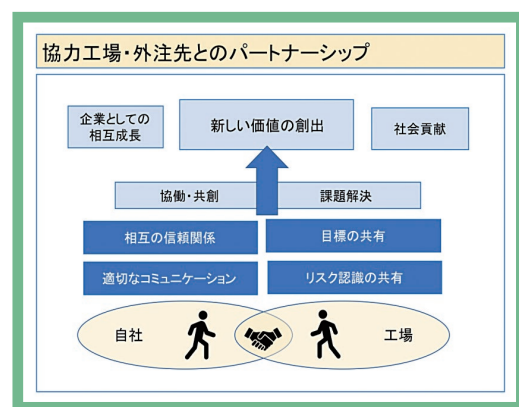 協力工場・外注先とのパートナーシップ
企業としての
相互成長
新しい価値の創出
社会貢献
協働・共創
課題解決
相互の信頼関係
目標の共有
適切なコミュニケーション
リスク認識の共有
自社
工場